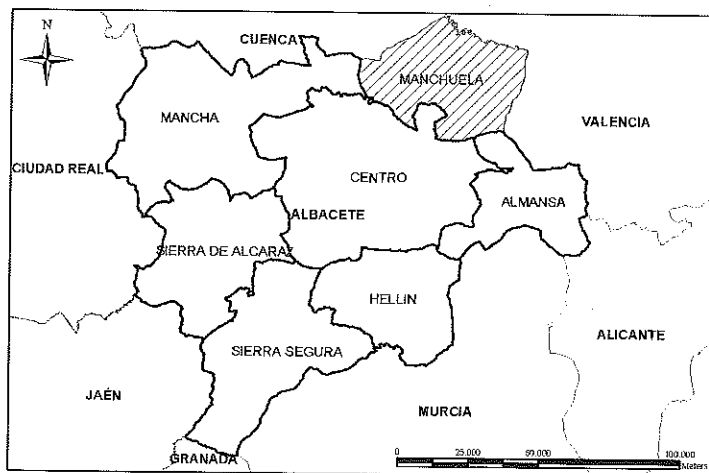 N
CUENCA
MANCHUELA
MANCHA
VALENCIA
CIUDAD REAL
CENTRO
ALBACETE
ALMANSA
SIERRA DE ALCARAZ
HELLIN
SIERRA SEGURA
ALICANTE
JAÉN
MURCIA
GRANADA
0 25.000 50.000 100.000
Meters